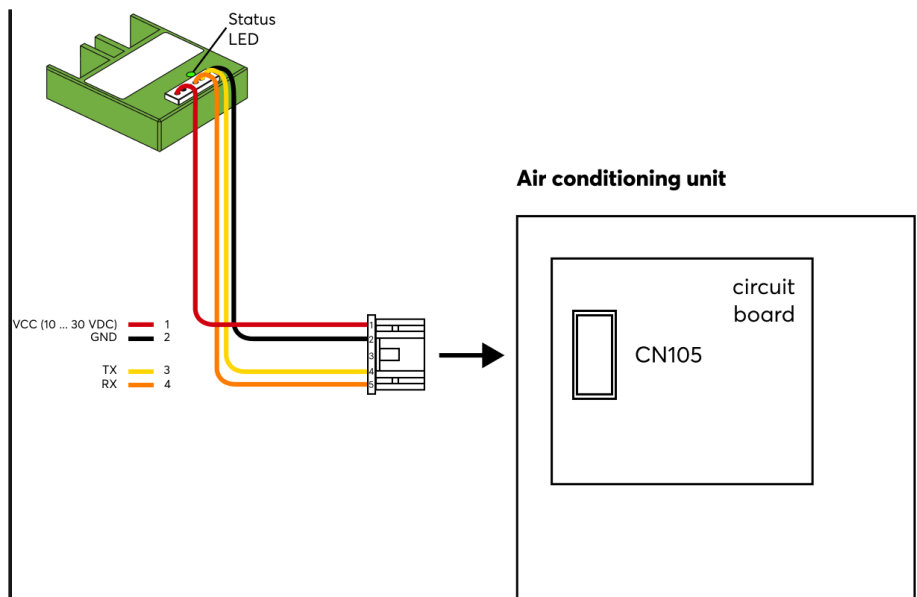 Status
LED
Air conditioning unit
circuit
board
CN105
VCC (10 ... 30 VDC) 1
GND 2
TX 3
RX 4
1
2
3
4
5